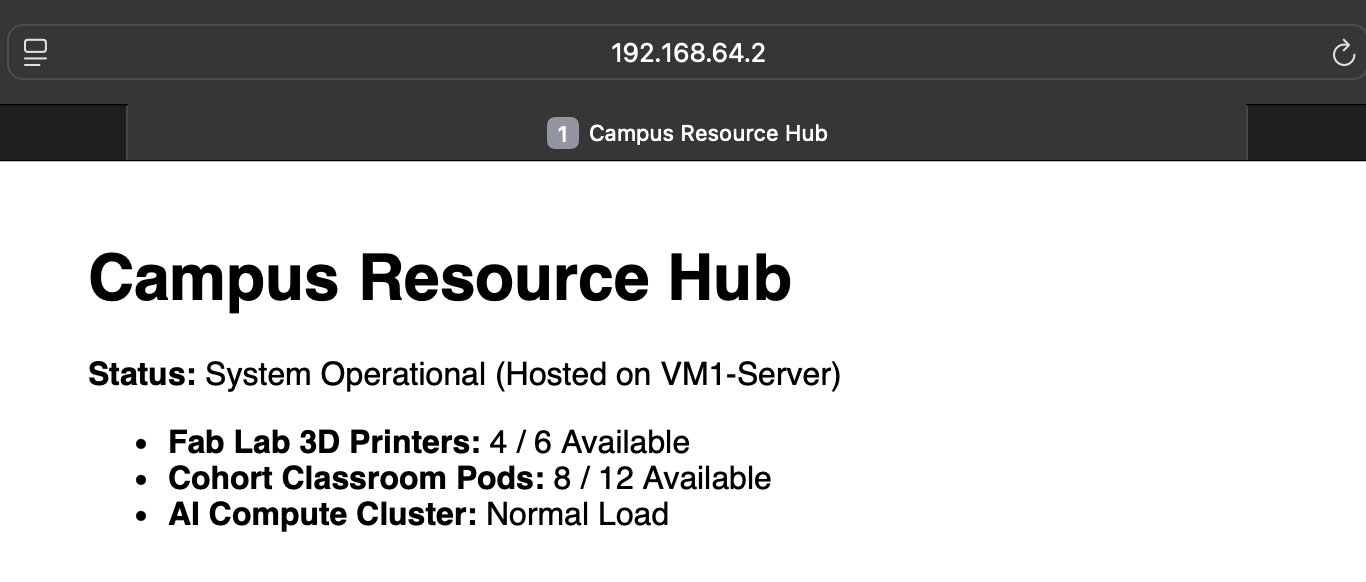 192.168.64.2
1 Campus Resource Hub
Campus Resource Hub
Status: System Operational (Hosted on VM1-Server)
• Fab Lab 3D Printers: 4 / 6 Available
• Cohort Classroom Pods: 8 / 12 Available
• AI Compute Cluster: Normal Load